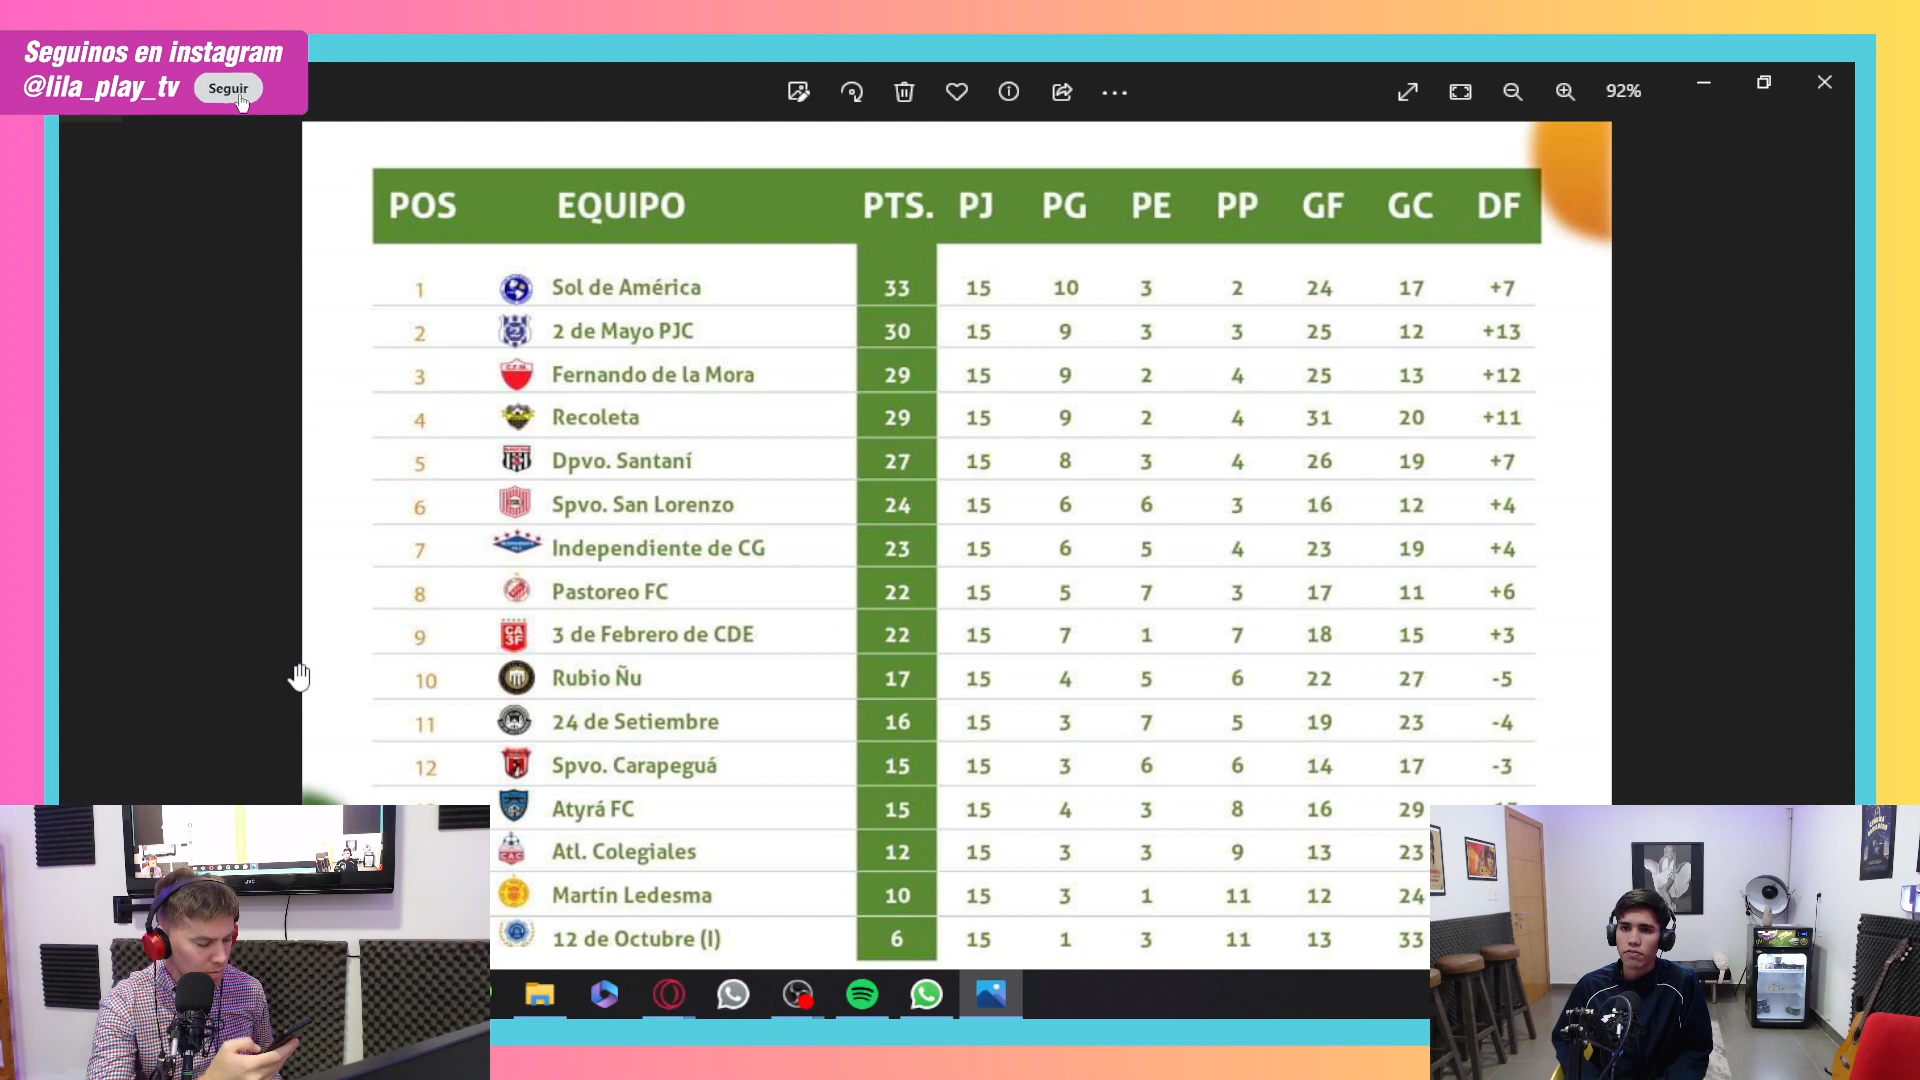 Seguinos en instagram
@lila_play_tv Seguir
92%
POS EQUIPO PTS. PJ PG PE PP GF GC DF
1 Sol de América 33 15 10 3 2 24 17 +7
2 2 de Mayo PJC 30 15 9 3 3 25 12 +13
3 Fernando de la Mora 29 15 9 2 4 25 13 +12
4 Recoleta 29 15 9 2 4 31 20 +11
5 Dpvo. Santaní 27 15 8 3 4 26 19 +7
6 Spvo. San Lorenzo 24 15 6 6 3 16 12 +4
7 Independiente de CG 23 15 6 5 4 23 19 +4
8 Pastoreo FC 22 15 5 7 3 17 11 +6
9 3 de Febrero de CDE 22 15 7 1 7 18 15 +3
10 Rubio Ñu 17 15 4 5 6 22 27 -5
11 24 de Setiembre 16 15 3 7 5 19 23 -4
12 Spvo. Carapeguá 15 15 3 6 6 14 17 -3
Atyrá FC 15 15 4 3 8 16 29
Atl. Colegiales 12 15 3 3 9 13 23
Martín Ledesma 10 15 3 1 11 12 24
12 de Octubre (I) 6 15 1 3 11 13 33
JVC